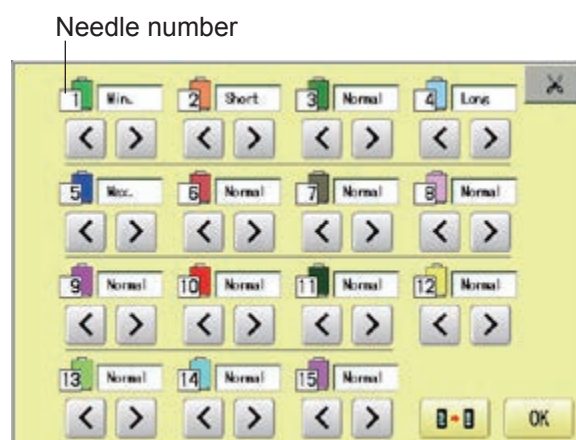 Needle number
1 Min. 2 Short 3 Normal 4 Long
5 Max. 6 Normal 7 Normal 8 Normal
9 Normal 10 Normal 11 Normal 12 Normal
13 Normal 14 Normal 15 Normal
OK